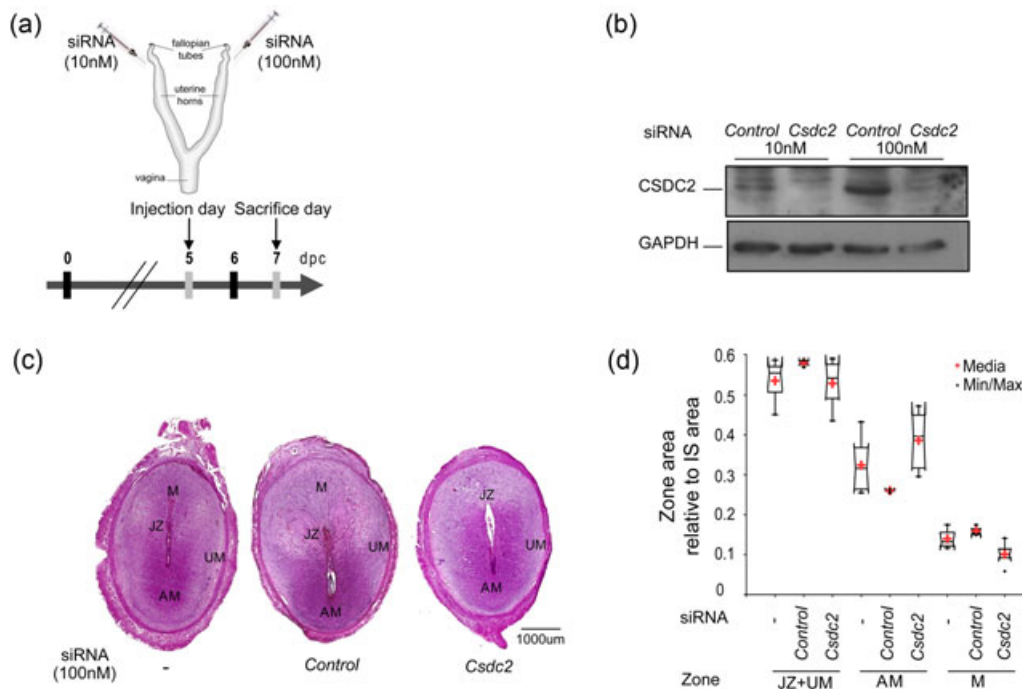 (a)
siRNA
(10nM)
siRNA
(100nM)
fallopian
tubes
uterine
horns
vagina
Injection day
Sacrifice day
0
5
6
7
dpc
(b)
siRNA
Control Csdc2
Control Csdc2
10nM
100nM
CSDC2
GAPDH
(c)
M
JZ
UM
AM
M
JZ
UM
AM
JZ
UM
AM
1000um
siRNA
(100nM)
-
Control
Csdc2
(d)
Zone area
relative to IS area
0.6
0.5
0.4
0.3
0.2
0.1
0
Media
Min/Max
siRNA
-
Control
Csdc2
-
Control
Csdc2
-
Control
Csdc2
Zone
JZ+UM
AM
M